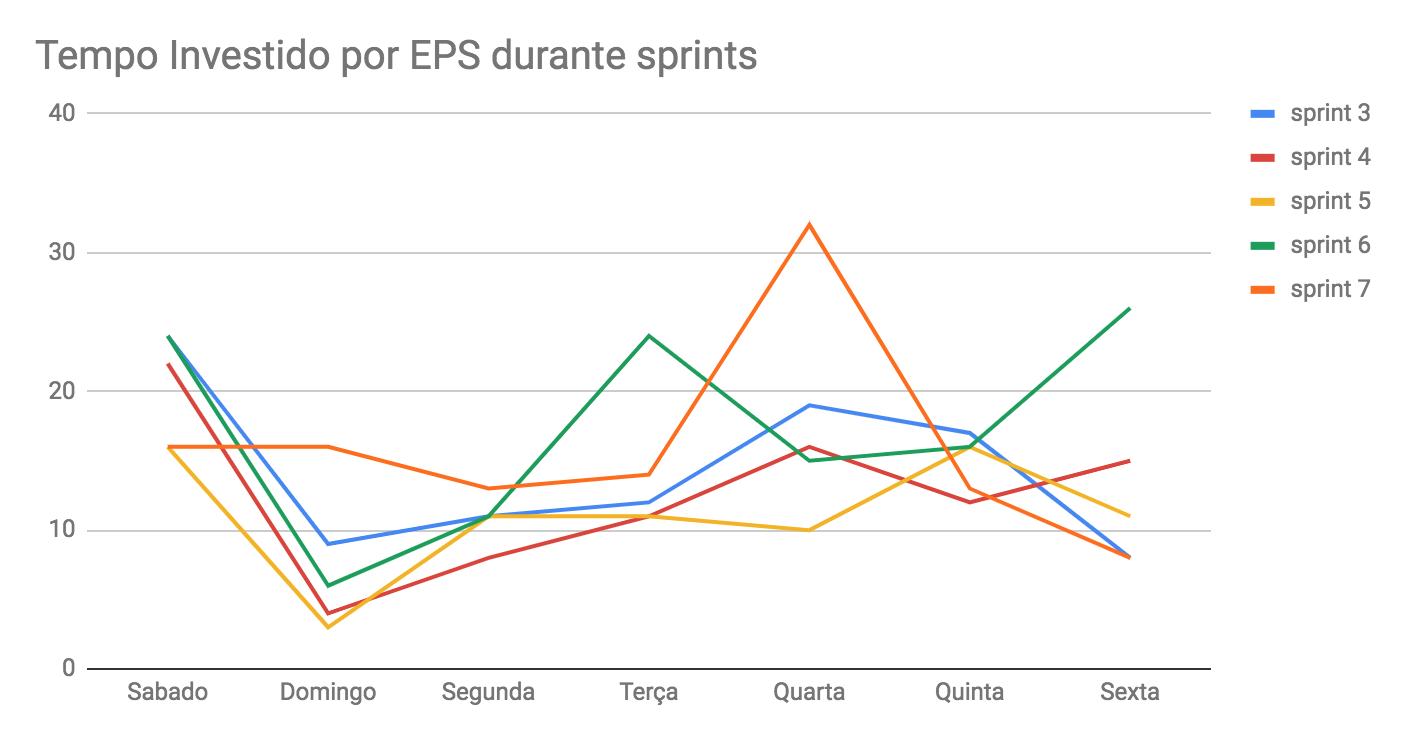 Tempo Investido por EPS durante sprints
40
30
20
10
0
Sabado
Domingo
Segunda
Terça
Quarta
Quinta
Sexta
sprint 3
sprint 4
sprint 5
sprint 6
sprint 7